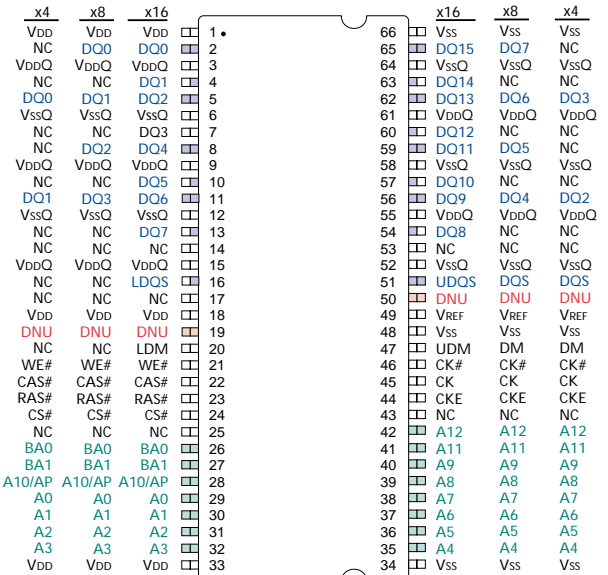 x4 x8 x16 x16 x8 x4
VDD VDD VDD 1 66 VSS VSS VSS
NC DQ0 DQ0 2 65 DQ15 DQ7 NC
VDDQ VDDQ VDDQ 3 64 VSSQ VSSQ VSSQ
NC NC DQ1 4 63 DQ14 NC NC
DQ0 DQ1 DQ2 5 62 DQ13 DQ6 DQ3
VSSQ VSSQ VSSQ 6 61 VDDQ VDDQ VDDQ
NC NC DQ3 7 60 DQ12 NC NC
NC DQ2 DQ4 8 59 DQ11 DQ5 NC
VDDQ VDDQ VDDQ 9 58 VSSQ VSSQ VSSQ
NC NC DQ5 10 57 DQ10 NC NC
DQ1 DQ3 DQ6 11 56 DQ9 DQ4 DQ2
VSSQ VSSQ VSSQ 12 55 VDDQ VDDQ VDDQ
NC NC DQ7 13 54 DQ8 NC NC
NC NC NC 14 53 NC NC NC
VDDQ VDDQ VDDQ 15 52 VSSQ VSSQ VSSQ
NC NC LDQS 16 51 UDQS DQS DQS
NC NC NC 17 50 DNU DNU DNU
VDD VDD VDD 18 49 VREF VREF VREF
DNU DNU DNU 19 48 VSS VSS VSS
NC NC LDM 20 47 UDM DM DM
WE# WE# WE# 21 46 CK# CK# CK#
CAS# CAS# CAS# 22 45 CK CK CK
RAS# RAS# RAS# 23 44 CKE CKE CKE
CS# CS# CS# 24 43 NC NC NC
NC NC NC 25 42 A12 A12 A12
BA0 BA0 BA0 26 41 A11 A11 A11
BA1 BA1 BA1 27 40 A9 A9 A9
A10/AP A10/AP A10/AP 28 39 A8 A8 A8
A0 A0 A0 29 38 A7 A7 A7
A1 A1 A1 30 37 A6 A6 A6
A2 A2 A2 31 36 A5 A5 A5
A3 A3 A3 32 35 A4 A4 A4
VDD VDD VDD 33 34 VSS VSS VSS